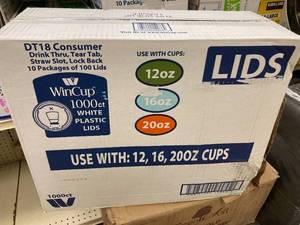 DT18 Consumer
Drink Thru, Tear Tab,
Straw Slot, Lock Back
10 Packages of 100 Lids
WinCup
1000ct
WHITE
PLASTIC
LIDS
USE WITH CUPS:
12oz
16oz
20oz
LIDS
USE WITH: 12, 16, 20OZ CUPS
1000ct